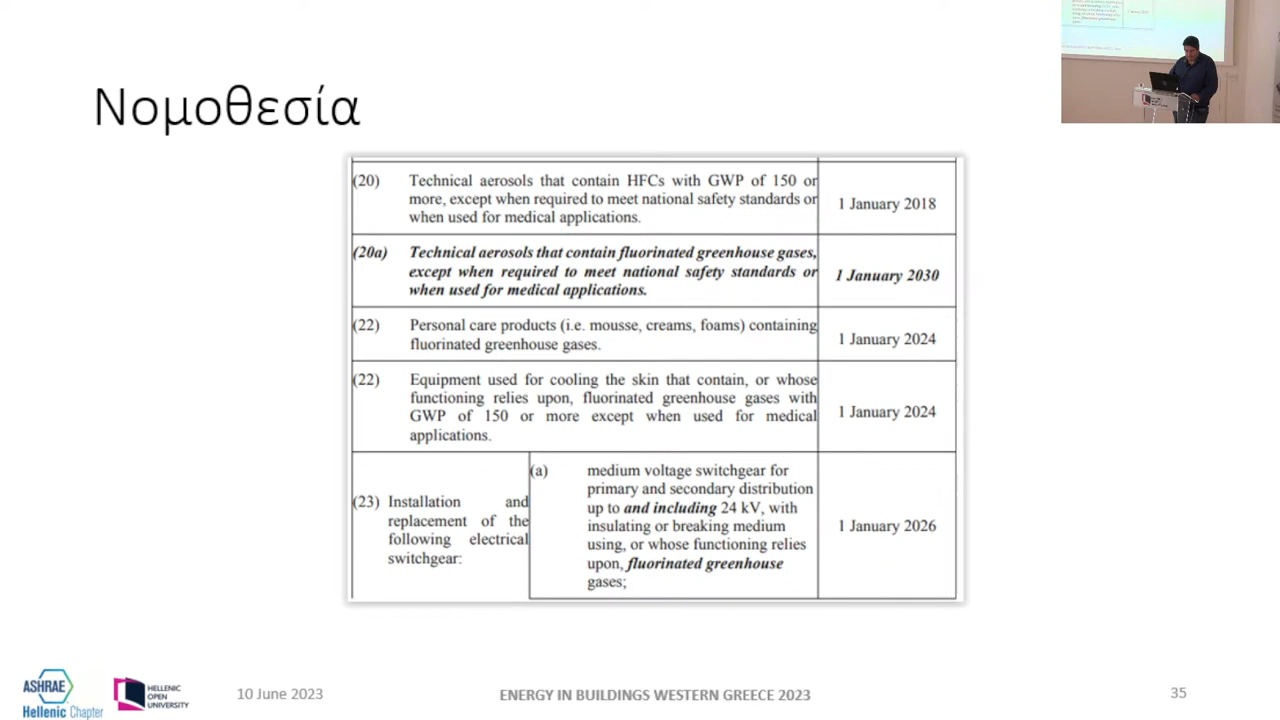 Νομοθεσία
(20) Technical aerosols that contain HFCs with GWP of 150 or
more, except when required to meet national safety standards or
when used for medical applications.
1 January 2018
(20a) Technical aerosols that contain fluorinated greenhouse gases,
except when required to meet national safety standards or
when used for medical applications.
1 January 2030
(22) Personal care products (i.e. mousse, creams, foams) containing
fluorinated greenhouse gases.
1 January 2024
(22) Equipment used for cooling the skin that contain, or whose
functioning relies upon, fluorinated greenhouse gases with
GWP of 150 or more except when used for medical
applications.
1 January 2024
(23) Installation and
replacement of the
following electrical
switchgear:
(a) medium voltage switchgear for
primary and secondary distribution
up to and including 24 kV, with
insulating or breaking medium
using, or whose functioning relies
upon, fluorinated greenhouse
gases;
1 January 2026
ASHRAE
Hellenic Chapter
HELLENIC
OPEN
UNIVERSITY
10 June 2023
ENERGY IN BUILDINGS WESTERN GREECE 2023
35